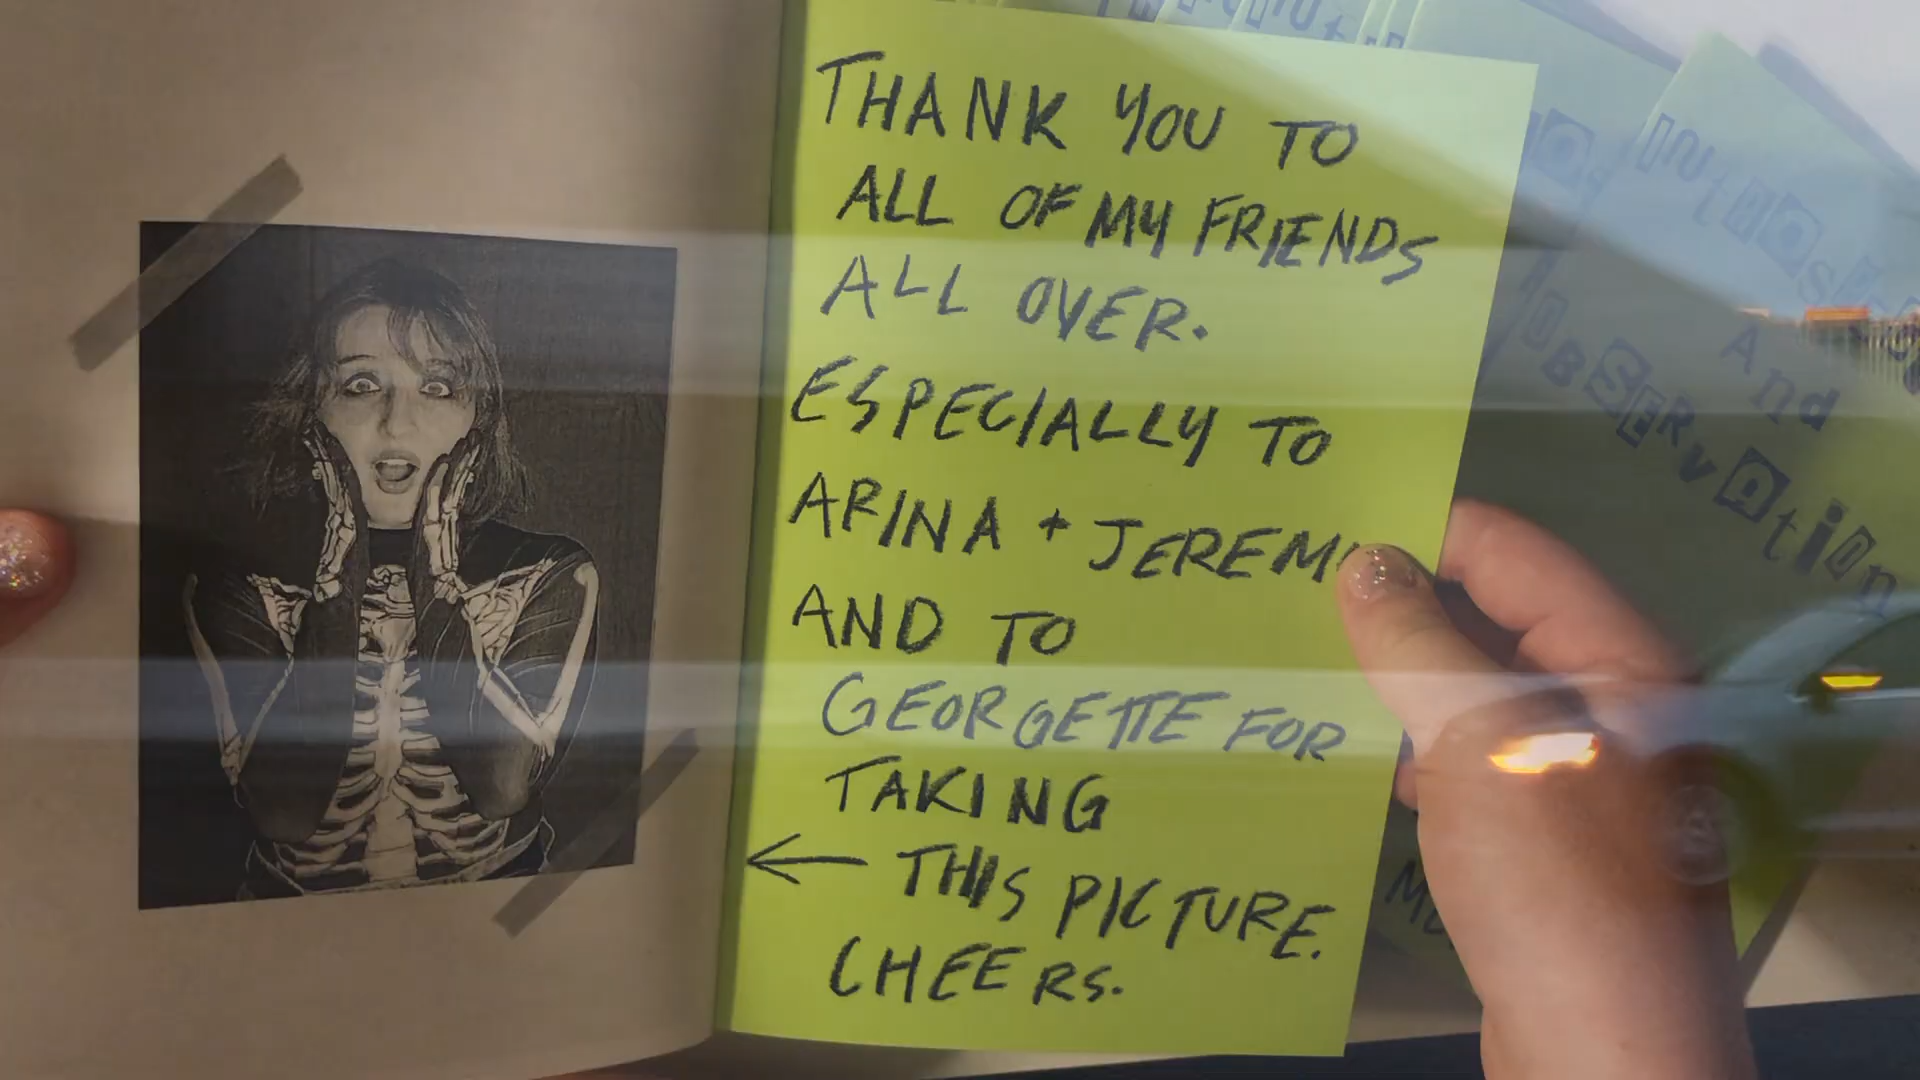 THANK YOU TO
ALL OF MY FRIENDS
ALL OVER.
ESPECIALLY TO
ARINA + JEREM
AND TO
GEORGETTE FOR
TAKING
← THIS PICTURE.
CHEERS.
And
OBSERVAtion